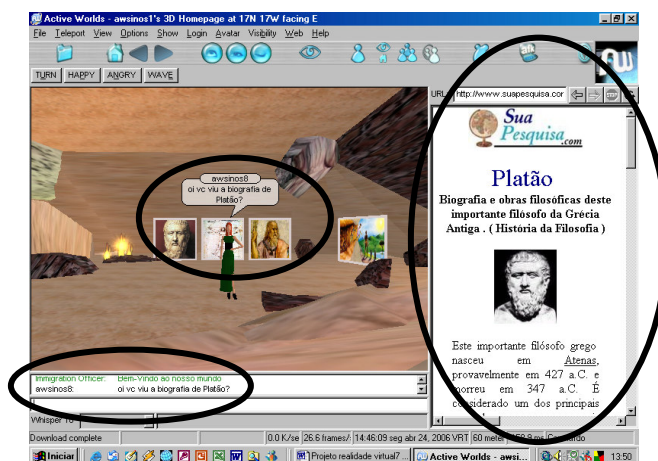 Active Worlds - awsinos1's 3D Homepage at 17N 17W facing E
File Teleport View Options Show Login Avatar Visibility Web Help
TURN HAPPY ANGRY WAVE
URL: http://www.suapesquisa.cor
awsinos8
oi vc viu a biografia de
Platão?
Sua
Pesquisa.com
Platão
Biografia e obras filosóficas deste
importante filósofo da Grécia
Antiga . ( História da Filosofia )
Este importante filósofo grego
nasceu em Atenas,
provavelmente em 427 a.C. e
morreu em 347 a.C. É
considerado um dos principais
Immigration Officer: Bem-Vindo ao nosso mundo
awsinos8: oi vc viu a biografia de Platão?
Whisper To
Download complete 0.0 K/se 26.6 frames/ 14:46:09 seg abr 24, 2006 VRT 60 meter
Iniciar Projeto realidade virtual7 ... Active Worlds - awsi... 13:50